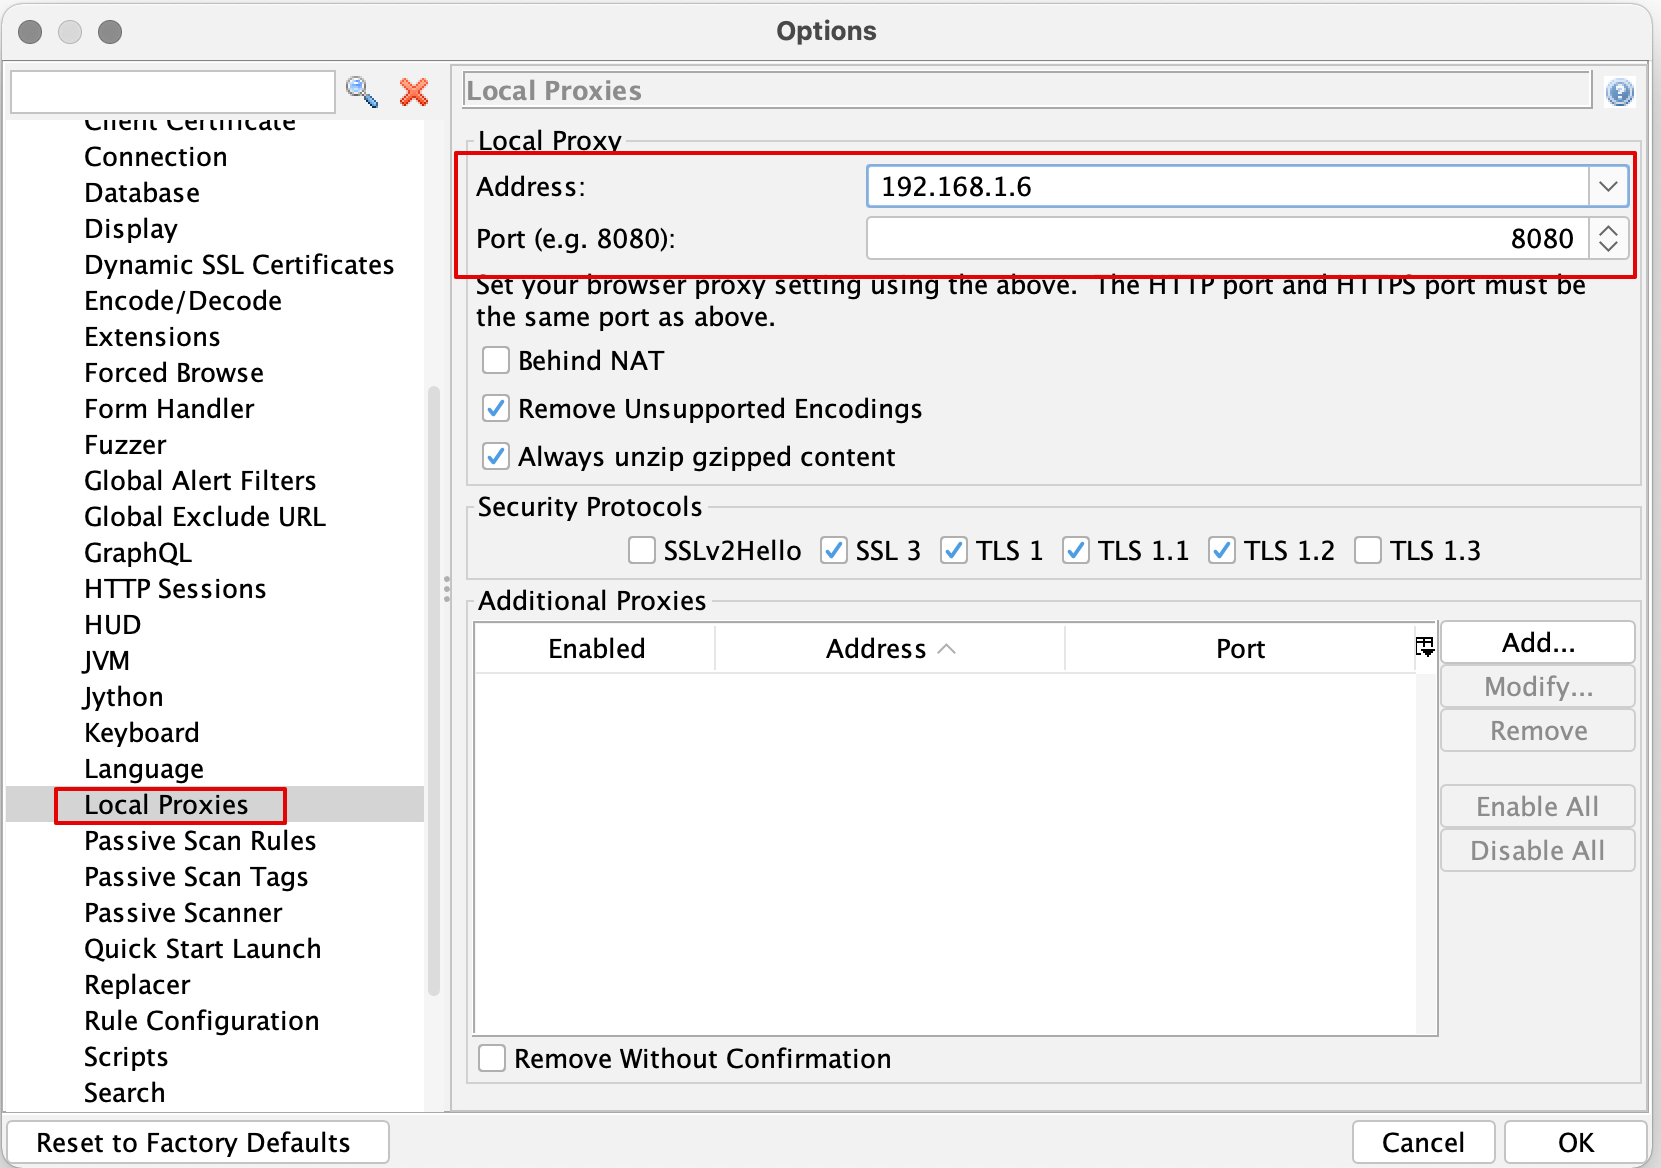 Options
Client Certificate
Connection
Database
Display
Dynamic SSL Certificates
Encode/Decode
Extensions
Forced Browse
Form Handler
Fuzzer
Global Alert Filters
Global Exclude URL
GraphQL
HTTP Sessions
HUD
JVM
Jython
Keyboard
Language
Local Proxies
Passive Scan Rules
Passive Scan Tags
Passive Scanner
Quick Start Launch
Replacer
Rule Configuration
Scripts
Search
Local Proxies
Local Proxy
Address: 192.168.1.6
Port (e.g. 8080): 8080
Set your browser proxy setting using the above. The HTTP port and HTTPS port must be
the same port as above.
Behind NAT
Remove Unsupported Encodings
Always unzip gzipped content
Security Protocols
SSLv2Hello SSL 3 TLS 1 TLS 1.1 TLS 1.2 TLS 1.3
Additional Proxies
Enabled Address Port
Add...
Modify...
Remove
Enable All
Disable All
Remove Without Confirmation
Reset to Factory Defaults
Cancel OK